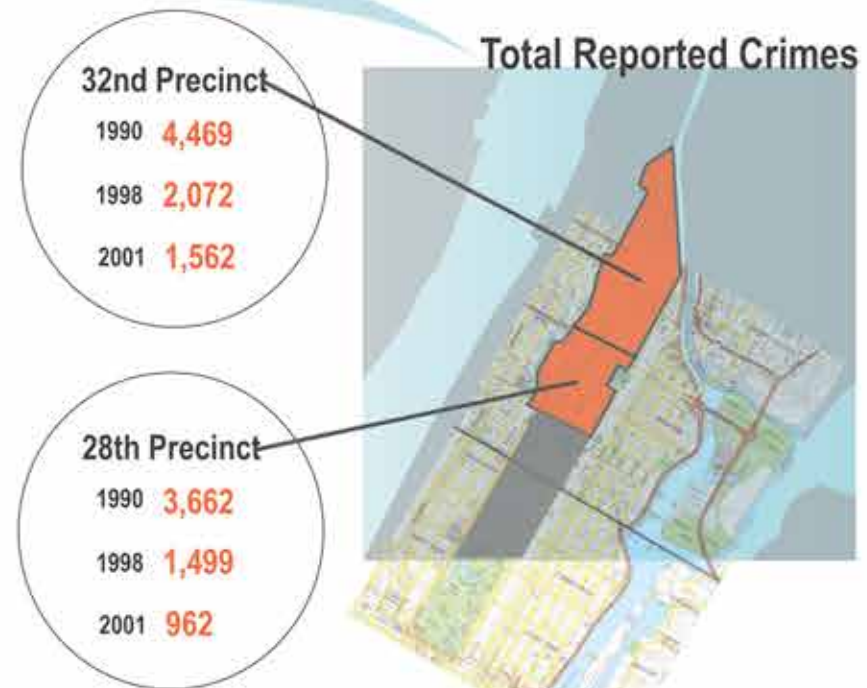 Total Reported Crimes
32nd Precinct
1990 4,469
1998 2,072
2001 1,562
28th Precinct
1990 3,662
1998 1,499
2001 962